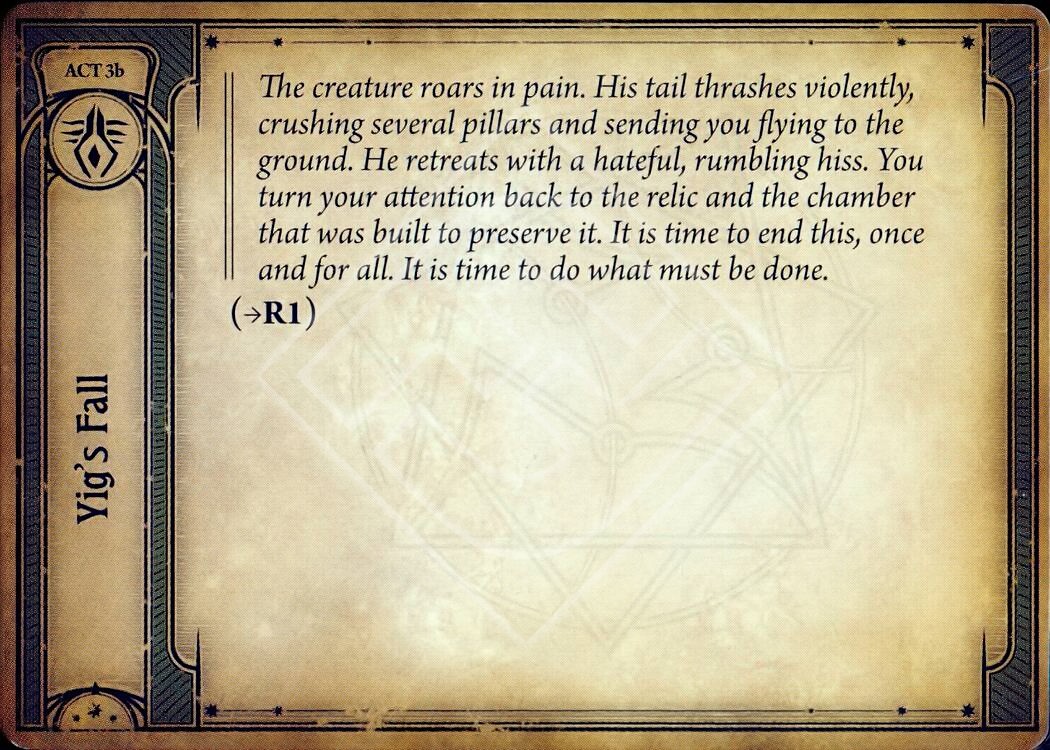 ACT 3b
Yig's Fall
The creature roars in pain. His tail thrashes violently,
crushing several pillars and sending you flying to the
ground. He retreats with a hateful, rumbling hiss. You
turn your attention back to the relic and the chamber
that was built to preserve it. It is time to end this, once
and for all. It is time to do what must be done.
(→R1)